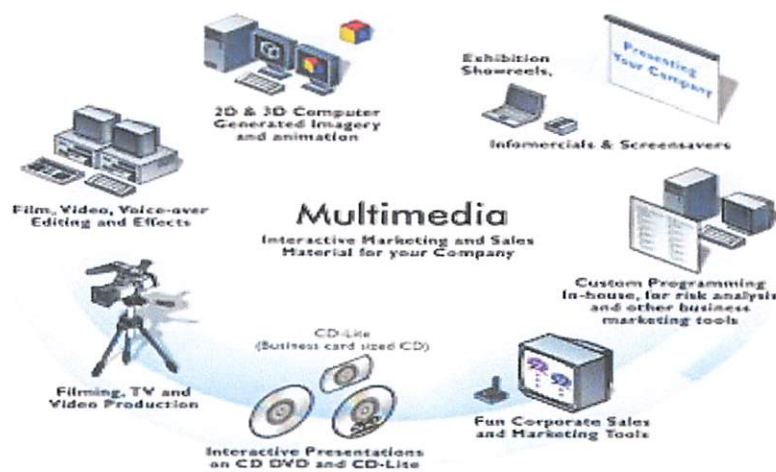 Presenting
Your Company
Exhibition
Showreels,
Infomercials & Screensavers
2D & 3D Computer
Generated Imagery
and animation
Film, Video, Voice-over
Editing and Effects
Multimedia
Interactive Marketing and Sales
Material for your Company
Custom Programming
In-house, for risk analysis
and other business
marketing tools
CD-Lite
(Business card sized CD)
Filming, TV and
Video Production
Fun Corporate Sales
and Marketing Tools
Interactive Presentations
on CD DVD and CD-Lite